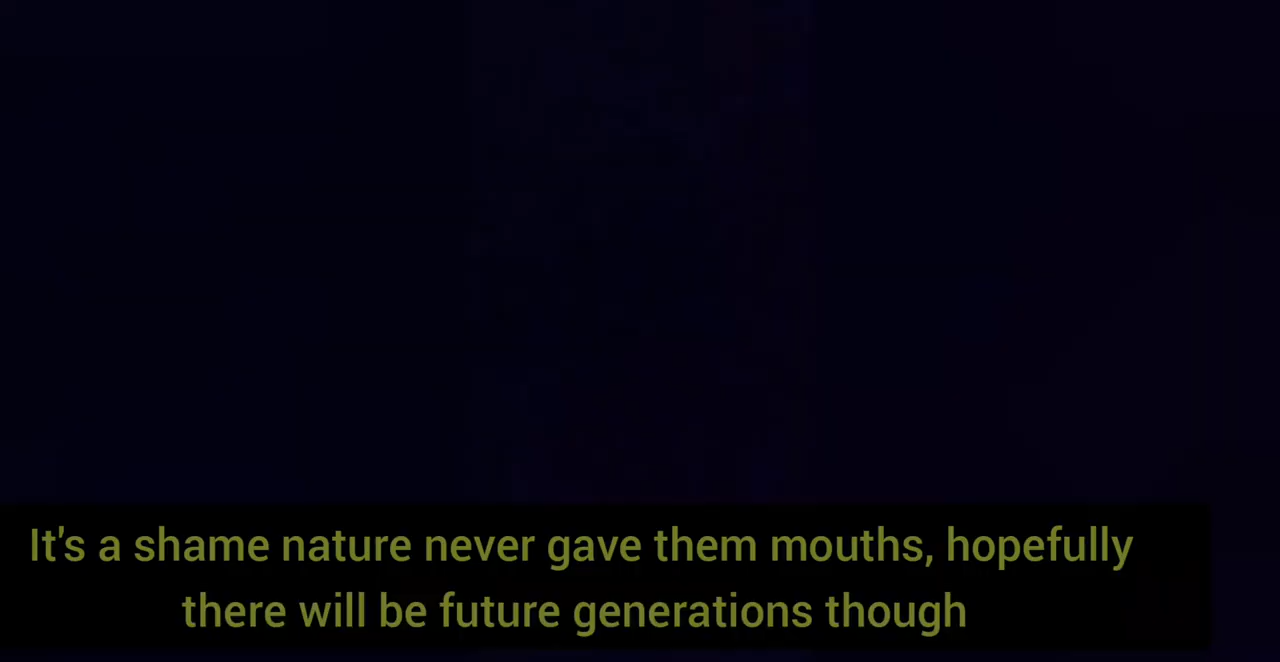 It's a shame nature never gave them mouths, hopefully
there will be future generations though